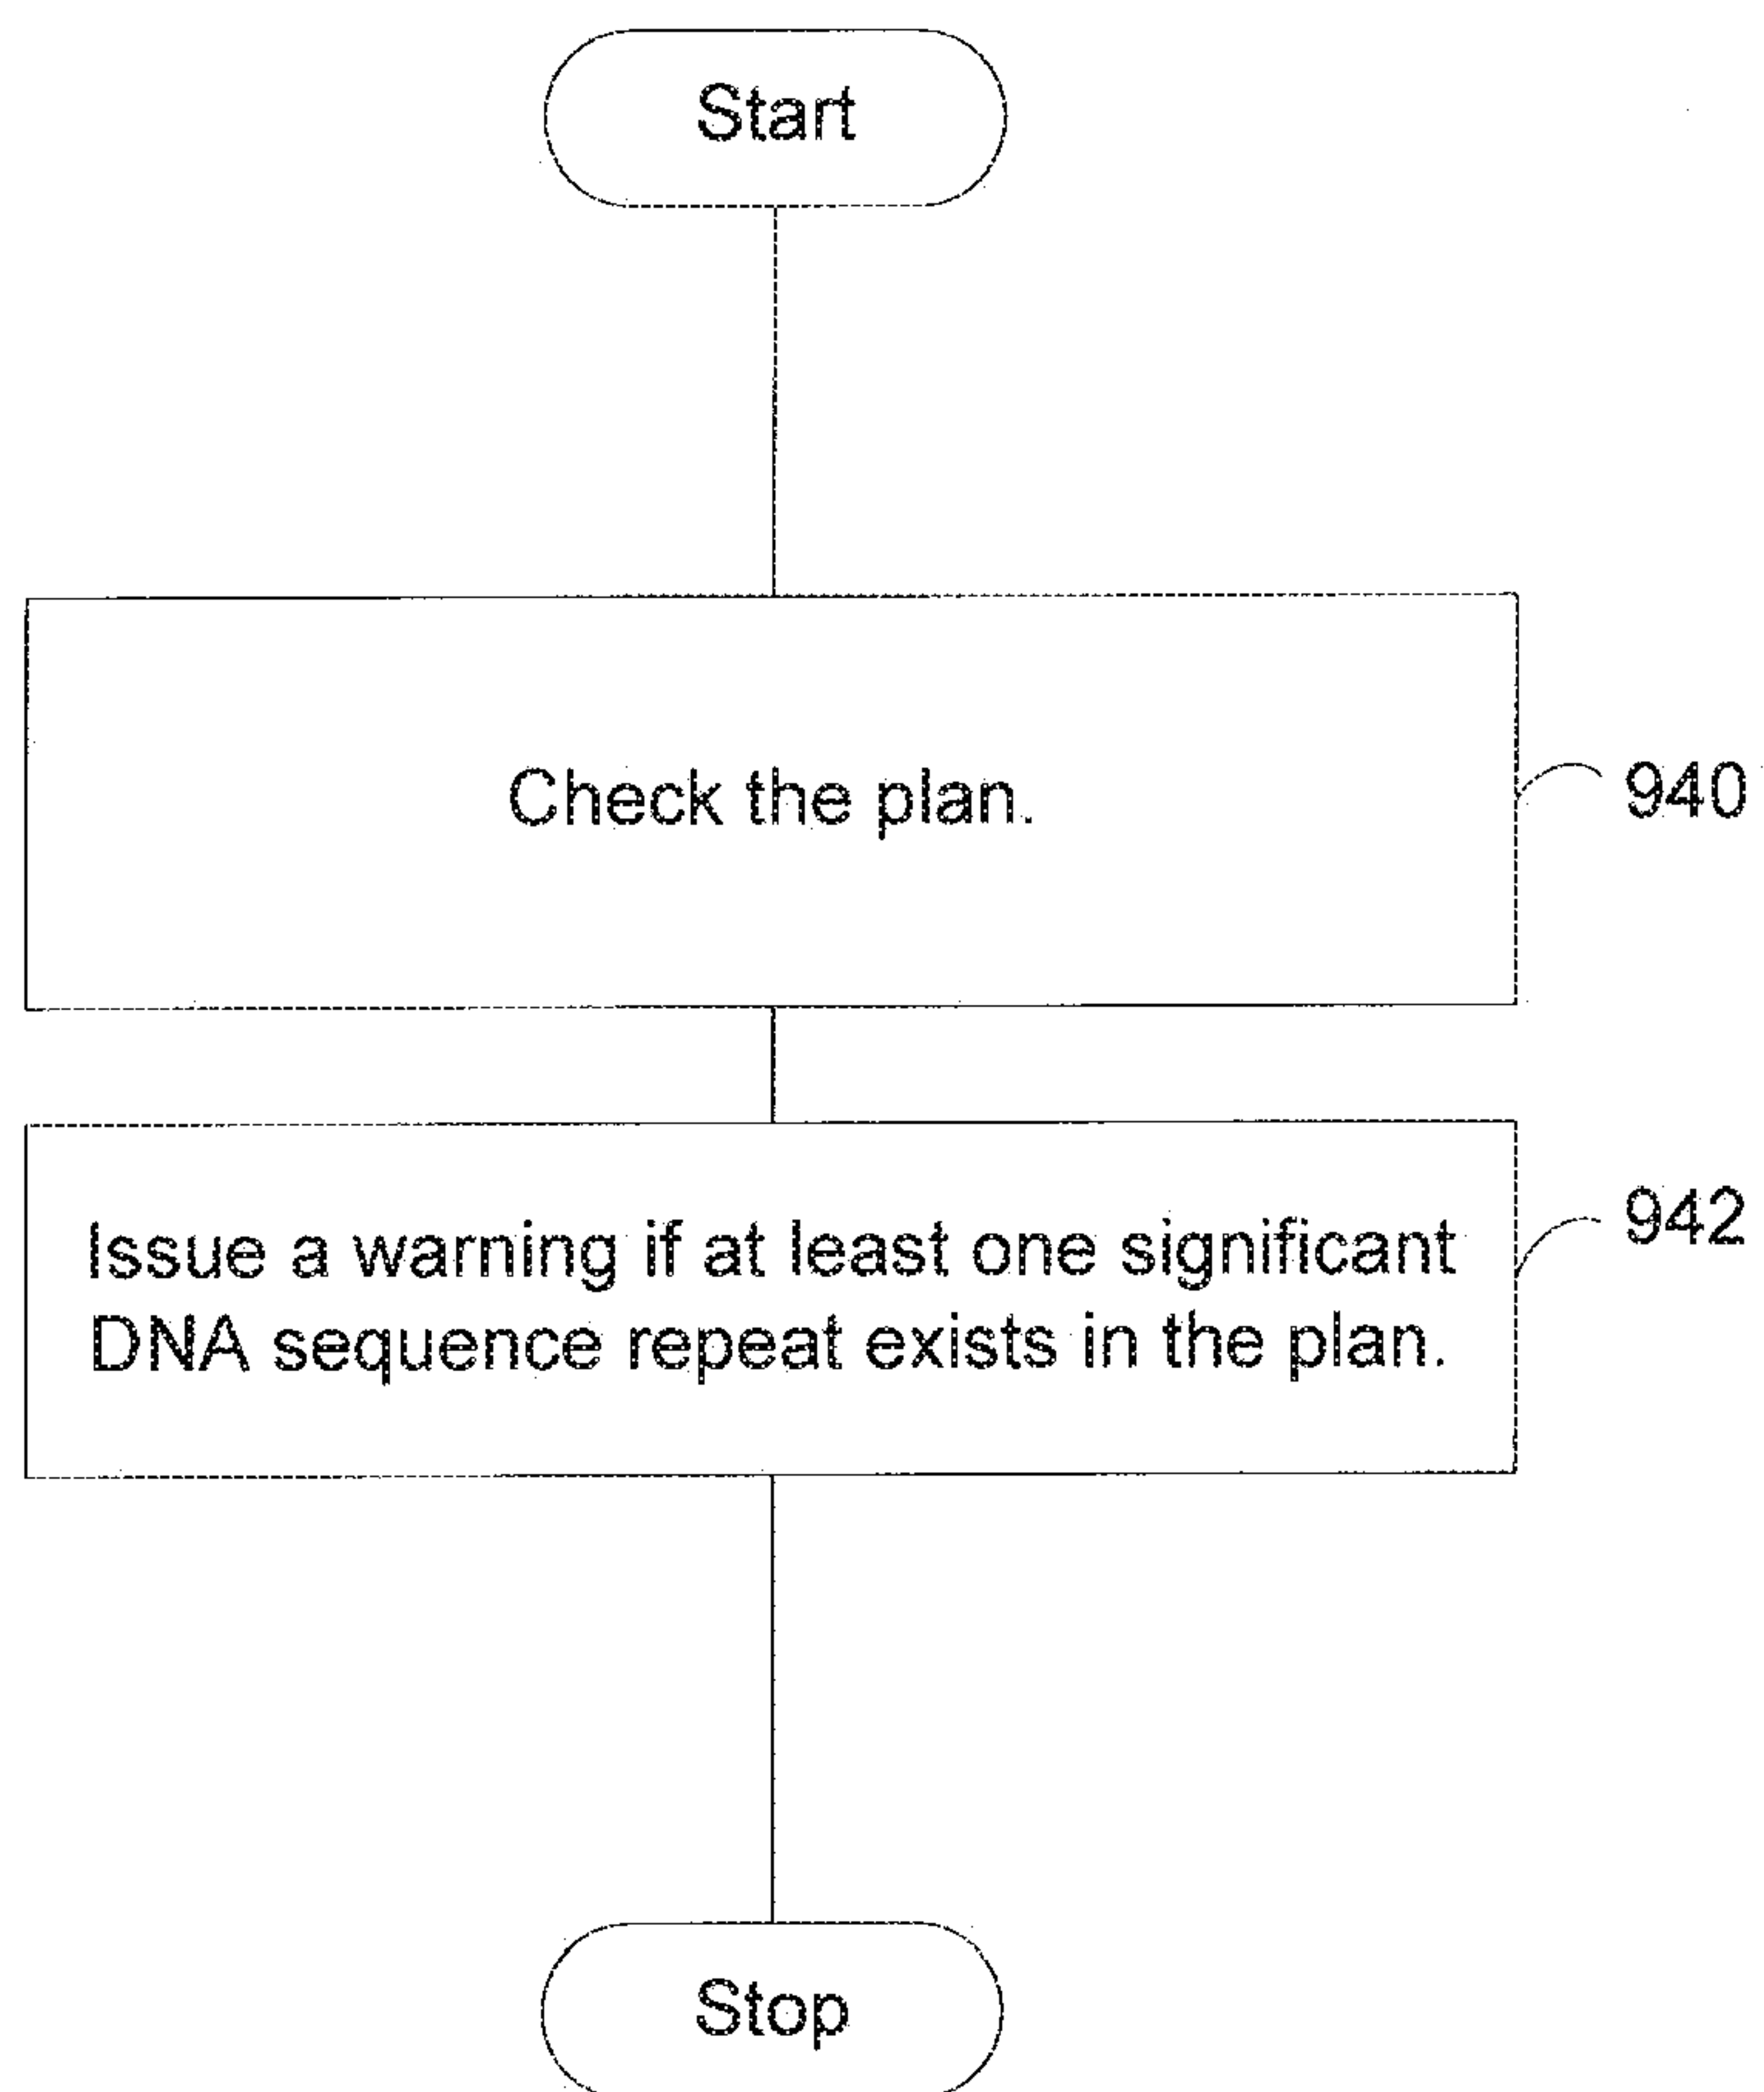 Start
Check the plan.
940
Issue a warning if at least one significant
DNA sequence repeat exists in the plan.
942
Stop